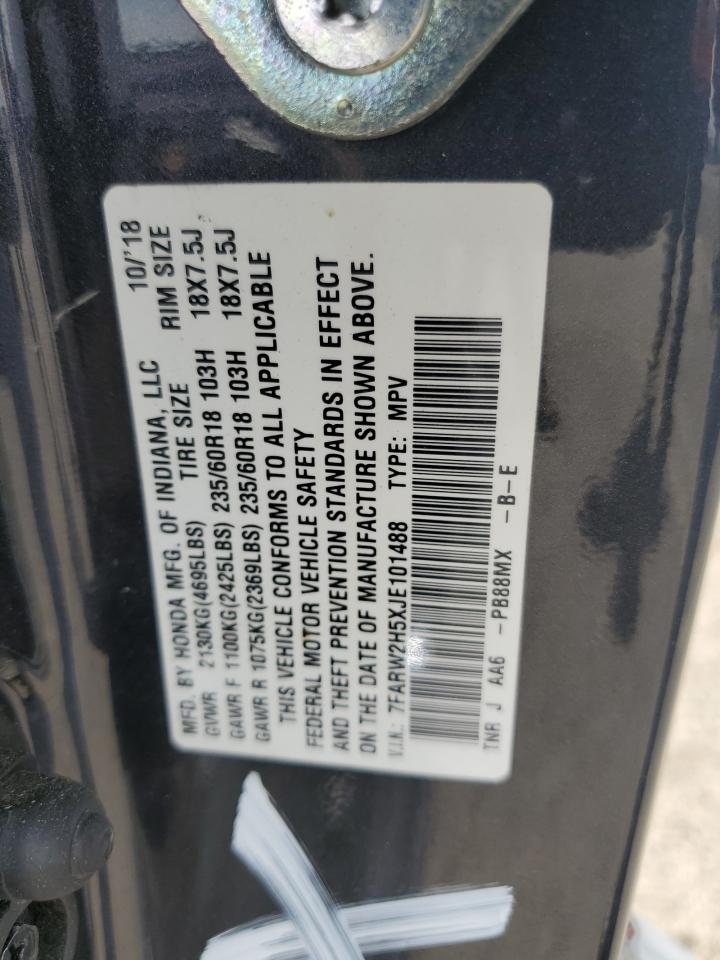 MFD. BY HONDA MFG. OF INDIANA, LLC 10/'18
TIRE SIZE RIM SIZE
GVWR 2130KG(4695LBS)
GAWR F 1100KG(2425LBS) 235/60R18 103H 18X7.5J
GAWR R 1075KG(2369LBS) 235/60R18 103H 18X7.5J
THIS VEHICLE CONFORMS TO ALL APPLICABLE
FEDERAL MOTOR VEHICLE SAFETY
AND THEFT PREVENTION STANDARDS IN EFFECT
ON THE DATE OF MANUFACTURE SHOWN ABOVE.
V.I.N.: 7FARW2H5XJE101488 TYPE: MPV
TNR J AA6 -PB88MX -B-E